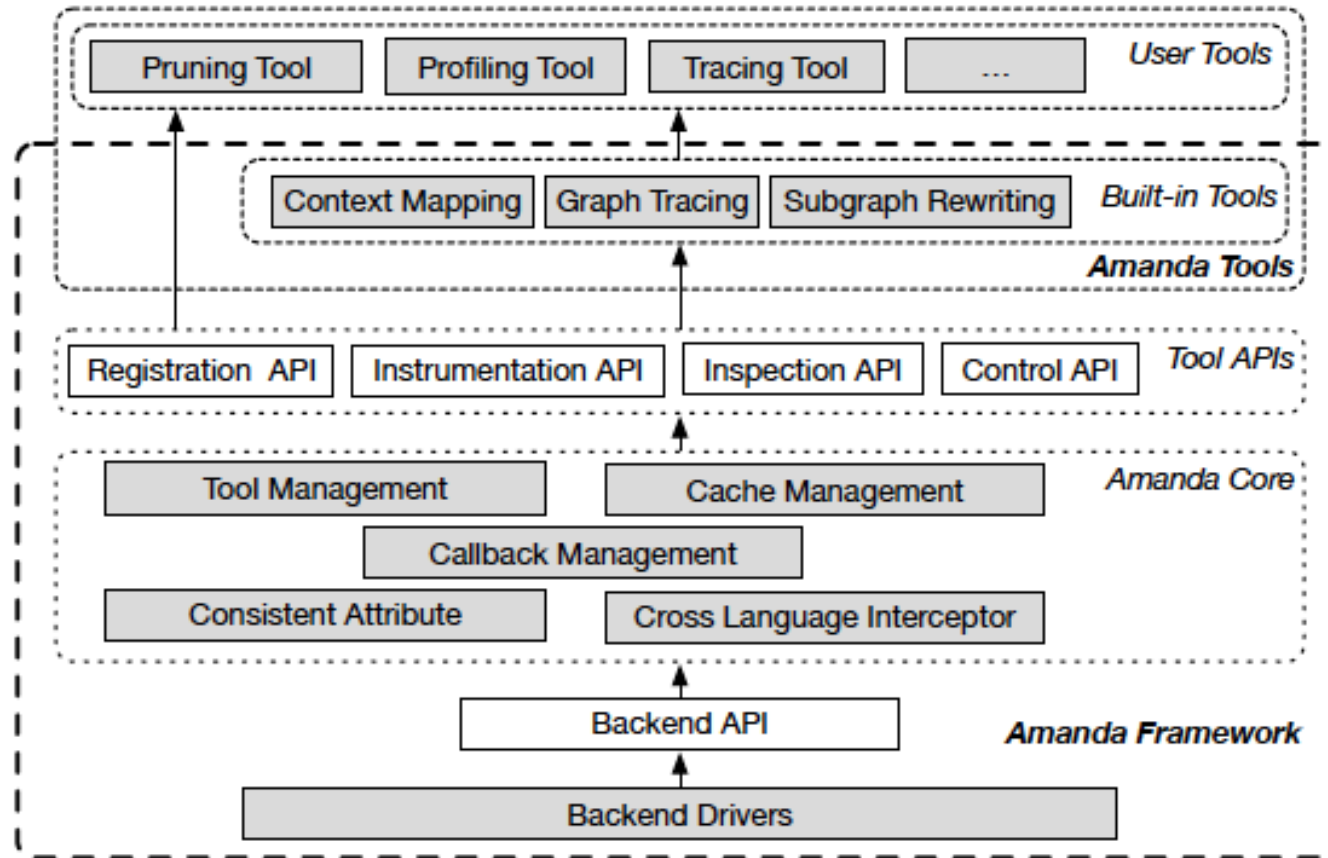 Pruning Tool Profiling Tool Tracing Tool ... User Tools
Context Mapping Graph Tracing Subgraph Rewriting Built-in Tools
Amanda Tools
Registration API Instrumentation API Inspection API Control API Tool APIs
Tool Management Cache Management Amanda Core
Callback Management
Consistent Attribute Cross Language Interceptor
Backend API Amanda Framework
Backend Drivers